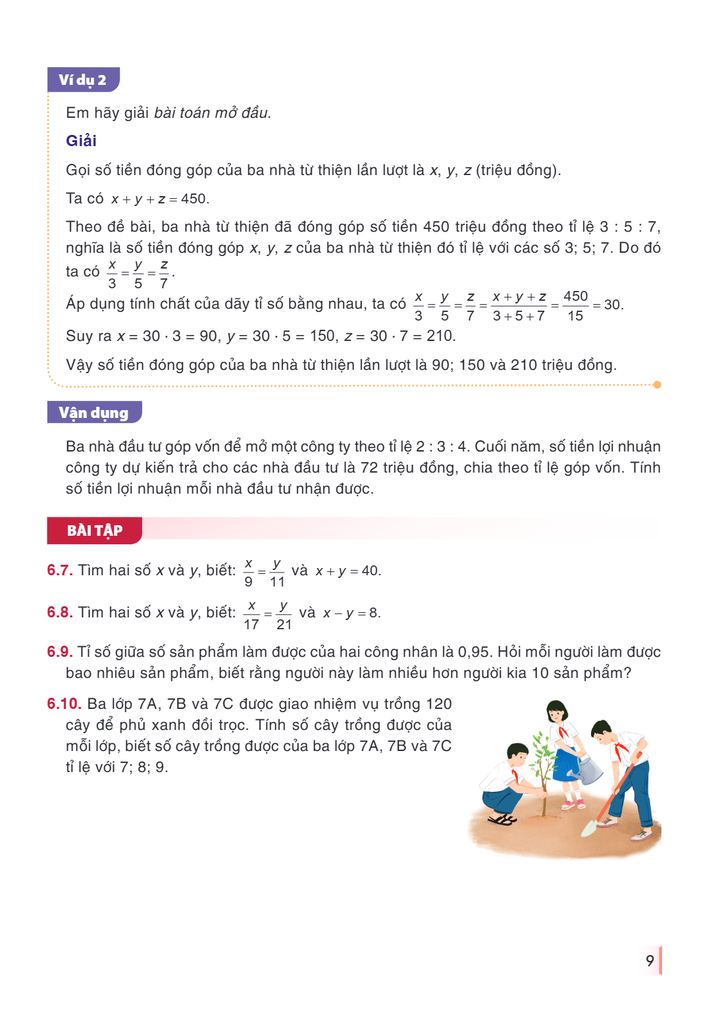 Ví dụ 2
Em hãy giải bài toán mở đầu.
Giải
Gọi số tiền đóng góp của ba nhà từ thiện lần lượt là x, y, z (triệu đồng).
Ta có x + y + z = 450.
Theo đề bài, ba nhà từ thiện đã đóng góp số tiền 450 triệu đồng theo tỉ lệ 3 : 5 : 7,
nghĩa là số tiền đóng góp x, y, z của ba nhà từ thiện đó tỉ lệ với các số 3; 5; 7. Do đó
ta có x/3 = y/5 = z/7.
Áp dụng tính chất của dãy tỉ số bằng nhau, ta có x/3 = y/5 = z/7 = (x + y + z)/(3 + 5 + 7) = 450/15 = 30.
Suy ra x = 30 · 3 = 90, y = 30 · 5 = 150, z = 30 · 7 = 210.
Vậy số tiền đóng góp của ba nhà từ thiện lần lượt là 90; 150 và 210 triệu đồng.
Vận dụng
Ba nhà đầu tư góp vốn để mở một công ty theo tỉ lệ 2 : 3 : 4. Cuối năm, số tiền lợi nhuận
công ty dự kiến trả cho các nhà đầu tư là 72 triệu đồng, chia theo tỉ lệ góp vốn. Tính
số tiền lợi nhuận mỗi nhà đầu tư nhận được.
BÀI TẬP
6.7. Tìm hai số x và y, biết: x/9 = y/11 và x + y = 40.
6.8. Tìm hai số x và y, biết: x/17 = y/21 và x − y = 8.
6.9. Tỉ số giữa số sản phẩm làm được của hai công nhân là 0,95. Hỏi mỗi người làm được
bao nhiêu sản phẩm, biết rằng người này làm nhiều hơn người kia 10 sản phẩm?
6.10. Ba lớp 7A, 7B và 7C được giao nhiệm vụ trồng 120
cây để phủ xanh đồi trọc. Tính số cây trồng được của
mỗi lớp, biết số cây trồng được của ba lớp 7A, 7B và 7C
tỉ lệ với 7; 8; 9.
9